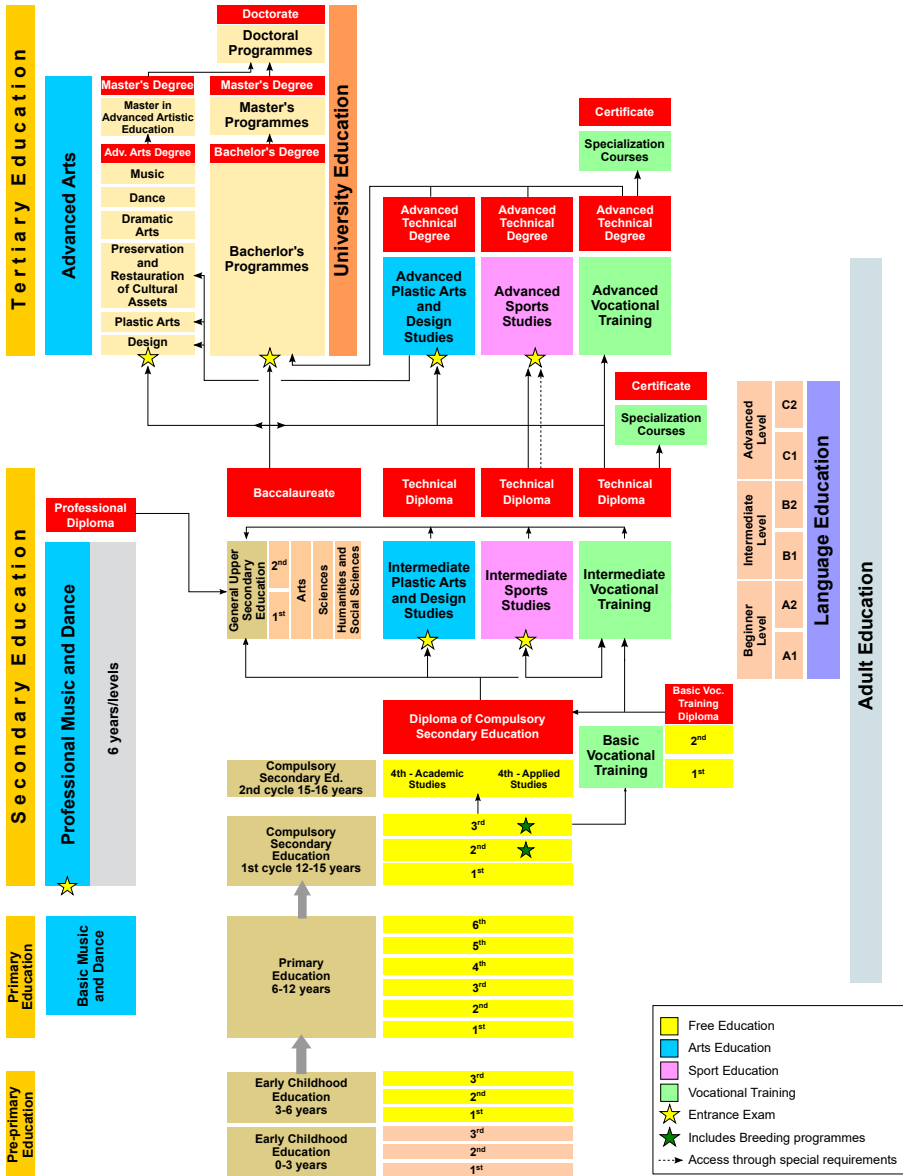 Tertiary Education
Advanced Arts
Doctorate
Doctoral
Programmes
Master's Degree
Master in
Advanced Artistic
Education
Adv. Arts Degree
Music
Dance
Dramatic
Arts
Preservation
and
Restauration
of Cultural
Assets
Plastic Arts
Design
Master's Degree
Master's
Programmes
Bachelor's Degree
Bacherlor's
Programmes
University Education
Advanced
Technical
Degree
Advanced
Plastic Arts
and
Design
Studies
Advanced
Technical
Degree
Advanced
Sports
Studies
Certificate
Specialization
Courses
Advanced
Technical
Degree
Advanced
Vocational
Training
Certificate
Specialization
Courses
Secondary Education
Professional
Diploma
Professional Music and Dance
6 years/levels
Baccalaureate
Technical
Diploma
Technical
Diploma
Technical
Diploma
General Upper
Secondary
Education
2nd
1st
Arts
Sciences
Humanities and
Social Sciences
Intermediate
Plastic Arts
and Design
Studies
Intermediate
Sports
Studies
Intermediate
Vocational
Training
Diploma of Compulsory
Secondary Education
Basic Voc.
Training
Diploma
Basic
Vocational
Training
2nd
1st
Compulsory
Secondary Ed.
2nd cycle 15-16 years
4th - Academic
Studies
4th - Applied
Studies
Compulsory
Secondary
Education
1st cycle 12-15 years
3rd
2nd
1st
Advanced
Level
C2
C1
Intermediate
Level
B2
B1
Beginner
Level
A2
A1
Language Education
Adult Education
Primary
Education
Basic Music
and Dance
Primary
Education
6-12 years
6th
5th
4th
3rd
2nd
1st
Pre-primary
Education
Early Childhood
Education
3-6 years
3rd
2nd
1st
Early Childhood
Education
0-3 years
3rd
2nd
1st
Free Education
Arts Education
Sport Education
Vocational Training
Entrance Exam
Includes Breeding programmes
Access through special requirements